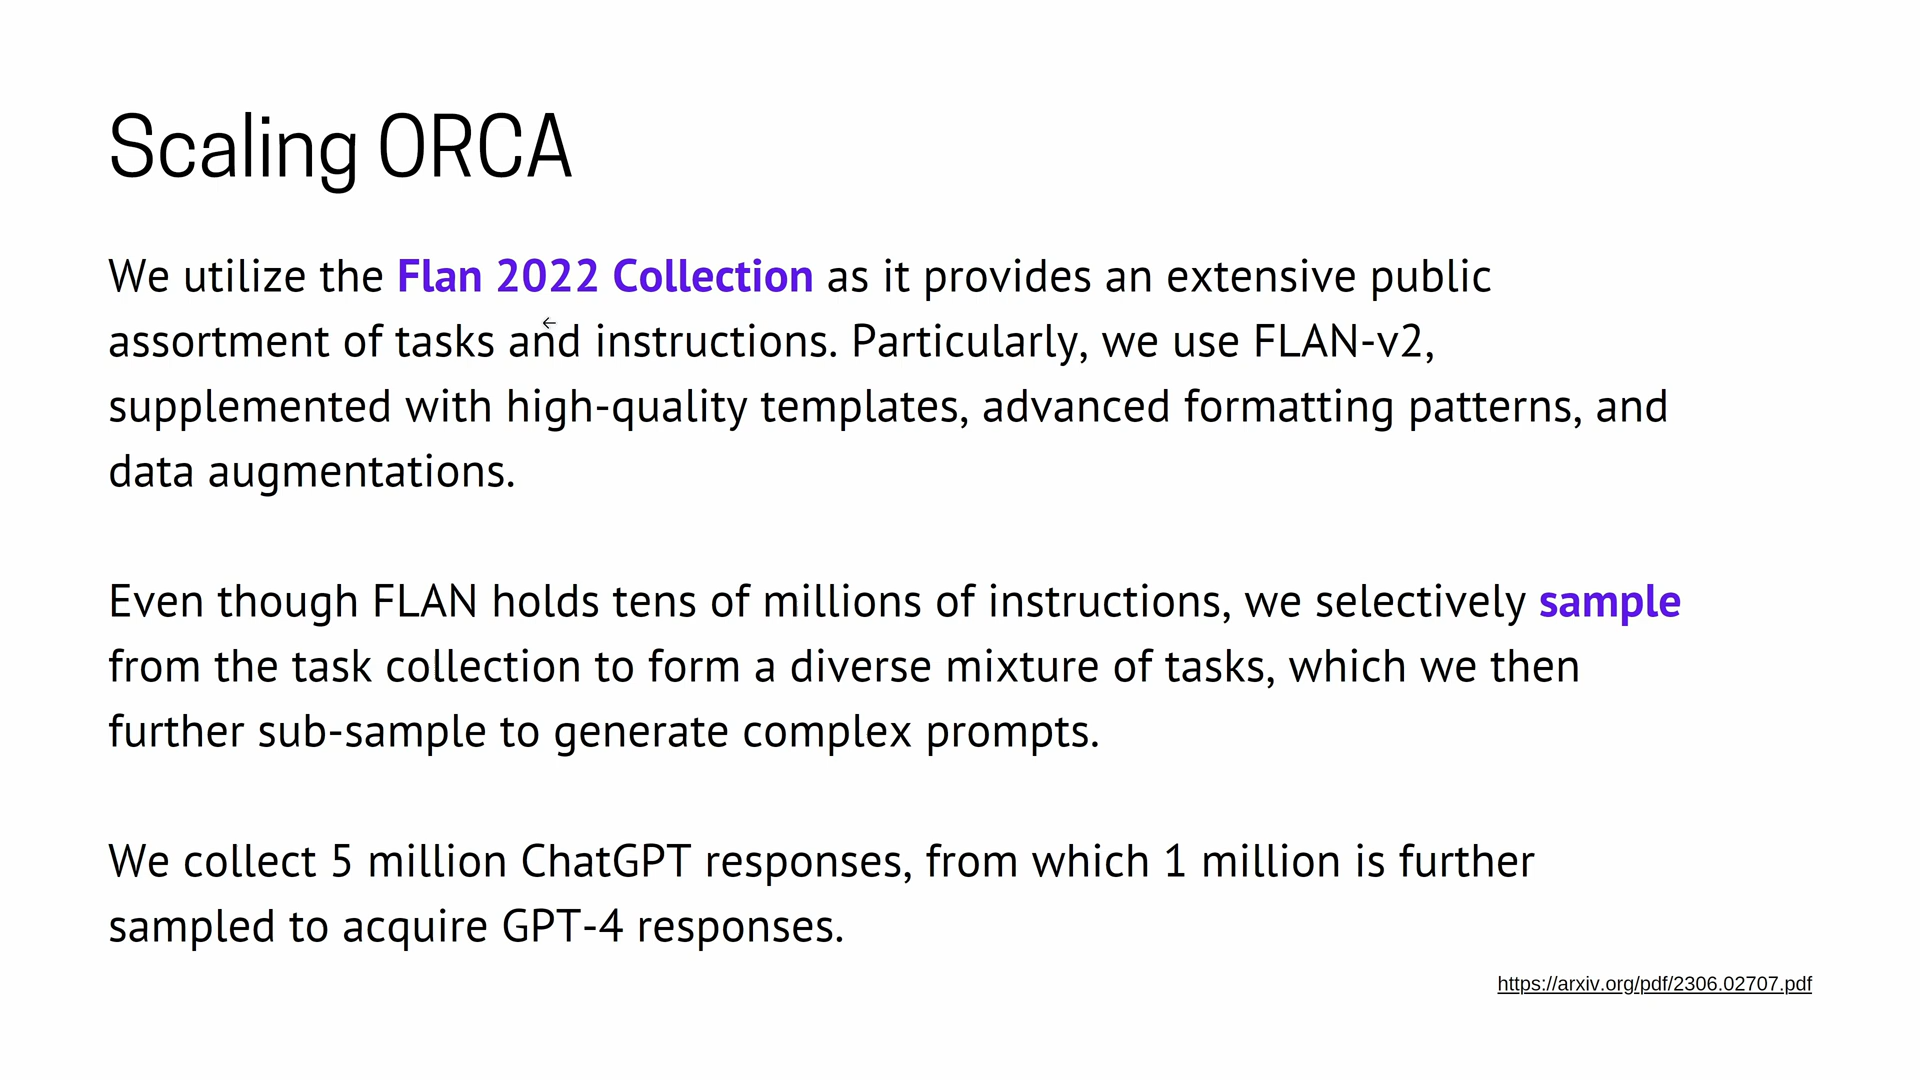 Scaling ORCA
We utilize the Flan 2022 Collection as it provides an extensive public
assortment of tasks and instructions. Particularly, we use FLAN-v2,
supplemented with high-quality templates, advanced formatting patterns, and
data augmentations.
Even though FLAN holds tens of millions of instructions, we selectively sample
from the task collection to form a diverse mixture of tasks, which we then
further sub-sample to generate complex prompts.
We collect 5 million ChatGPT responses, from which 1 million is further
sampled to acquire GPT-4 responses.
https://arxiv.org/pdf/2306.02707.pdf